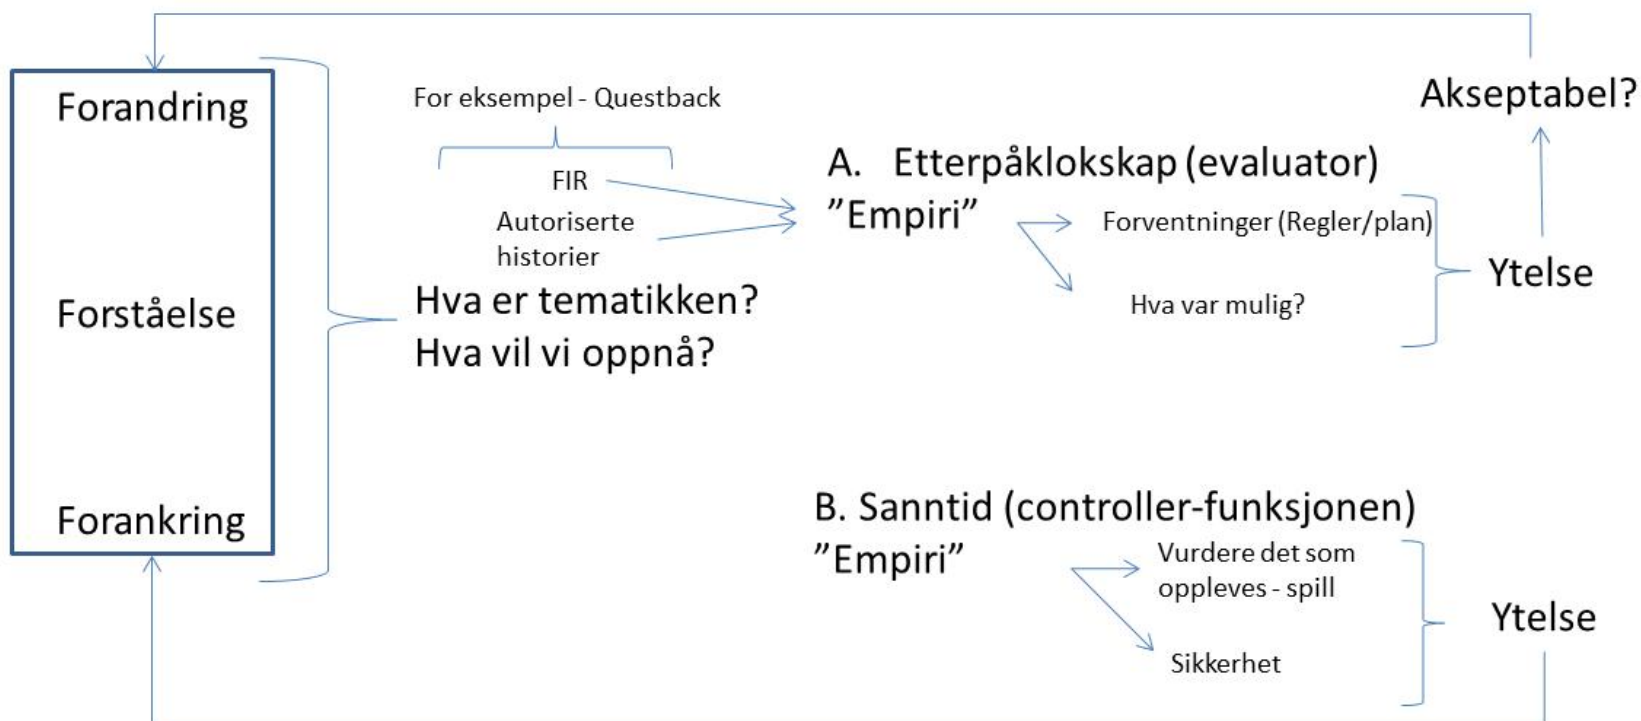 Forandring
Forståelse
Forankring
For eksempel - Questback
FIR
Autoriserte
historier
Hva er tematikken?
Hva vil vi oppnå?
A. Etterpåklokskap (evaluator)
”Empiri”
Forventninger (Regler/plan)
Hva var mulig?
Ytelse
Akseptabel?
B. Sanntid (controller-funksjonen)
”Empiri”
Vurdere det som
oppleves - spill
Sikkerhet
Ytelse